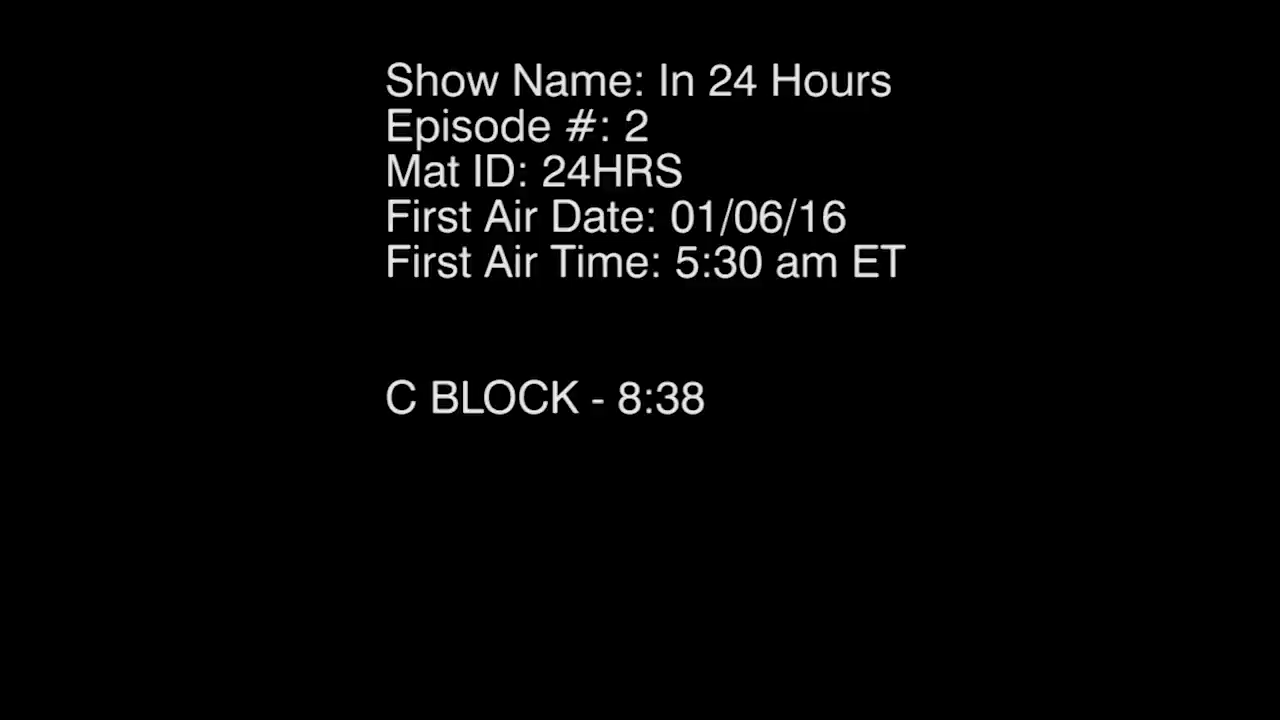 Show Name: In 24 Hours
Episode #: 2
Mat ID: 24HRS
First Air Date: 01/06/16
First Air Time: 5:30 am ET
C BLOCK - 8:38